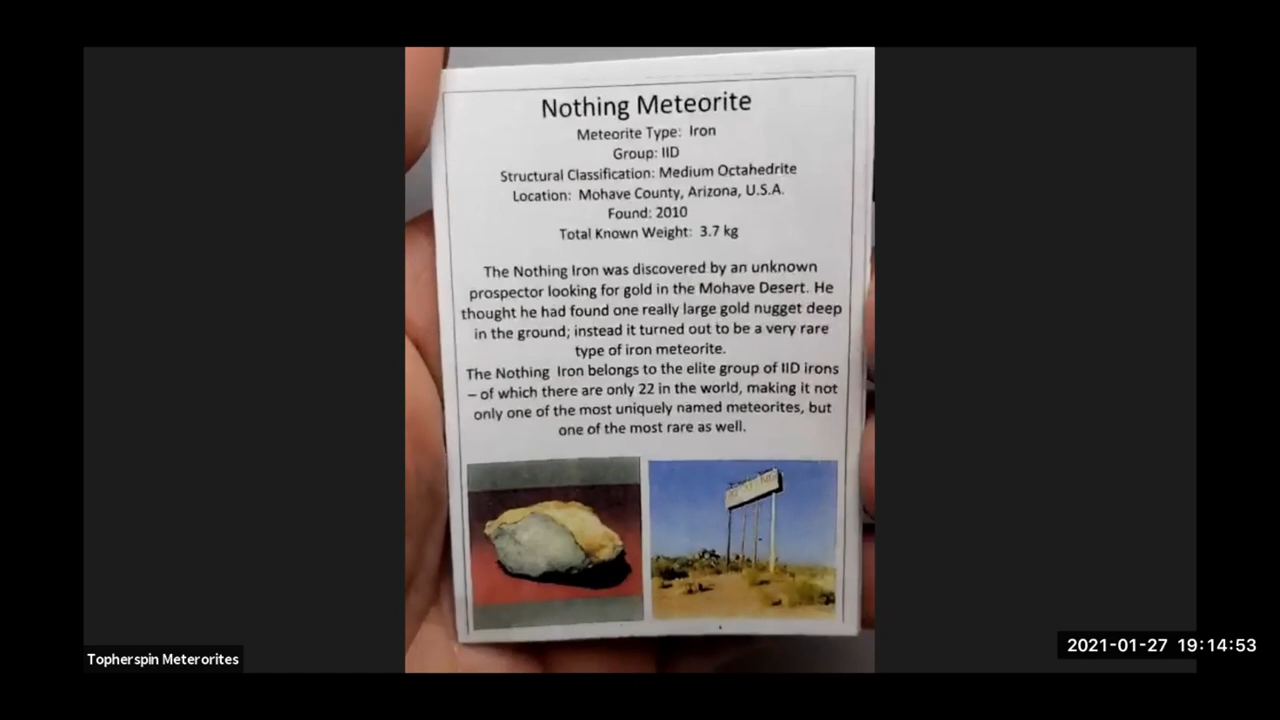 Nothing Meteorite
Meteorite Type: Iron
Group: IID
Structural Classification: Medium Octahedrite
Location: Mohave County, Arizona, U.S.A.
Found: 2010
Total Known Weight: 3.7 kg
The Nothing Iron was discovered by an unknown
prospector looking for gold in the Mohave Desert. He
thought he had found one really large gold nugget deep
in the ground; instead it turned out to be a very rare
type of iron meteorite.
The Nothing Iron belongs to the elite group of IID irons
– of which there are only 22 in the world, making it not
only one of the most uniquely named meteorites, but
one of the most rare as well.
Topherspin Meterorites
2021-01-27 19:14:53